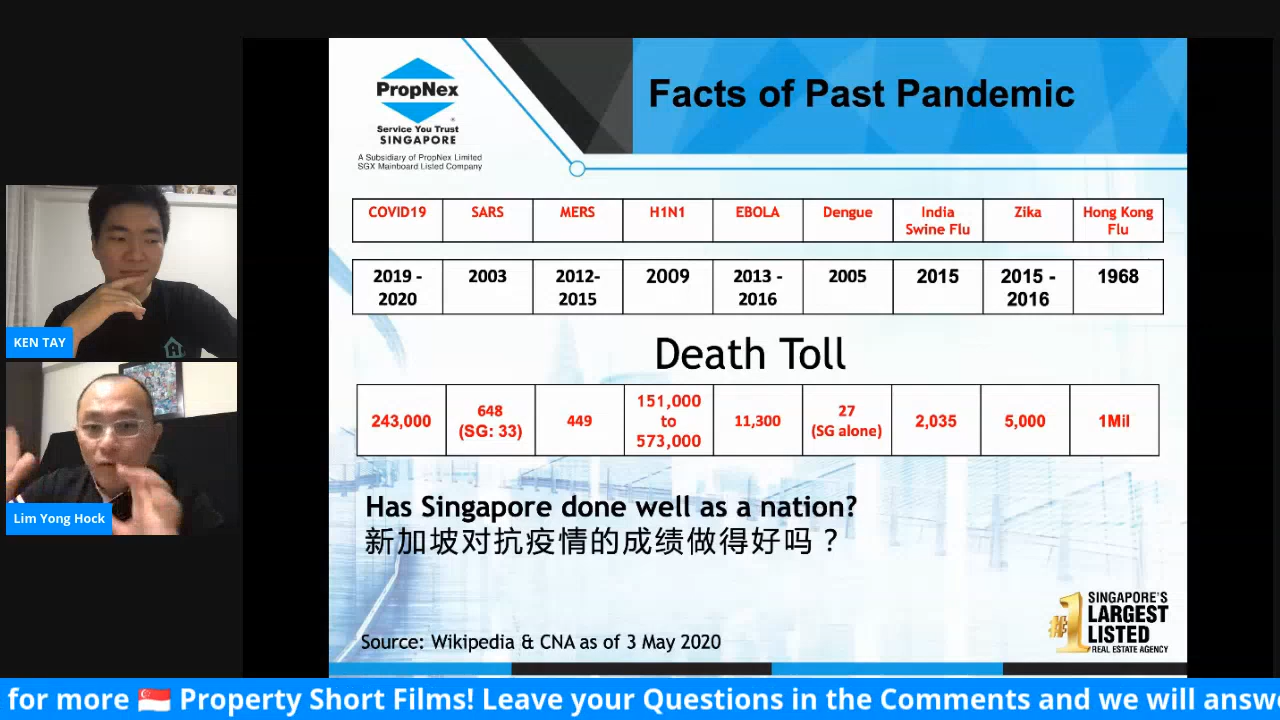 PropNex
Service You Trust
SINGAPORE
A Subsidiary of PropNex Limited
SGX Mainboard Listed Company
Facts of Past Pandemic
COVID19 SARS MERS H1N1 EBOLA Dengue India Swine Flu Zika Hong Kong Flu
2019 - 2020 2003 2012-2015 2009 2013 - 2016 2005 2015 2015 - 2016 1968
Death Toll
243,000 648 (SG: 33) 449 151,000 to 573,000 11,300 27 (SG alone) 2,035 5,000 1Mil
Has Singapore done well as a nation?
新加坡对抗疫情的成绩做得好吗？
Source: Wikipedia & CNA as of 3 May 2020
#1 SINGAPORE'S
LARGEST
LISTED
REAL ESTATE AGENCY
KEN TAY
Lim Yong Hock
for more 🇸🇬 Property Short Films! Leave your Questions in the Comments and we will answ